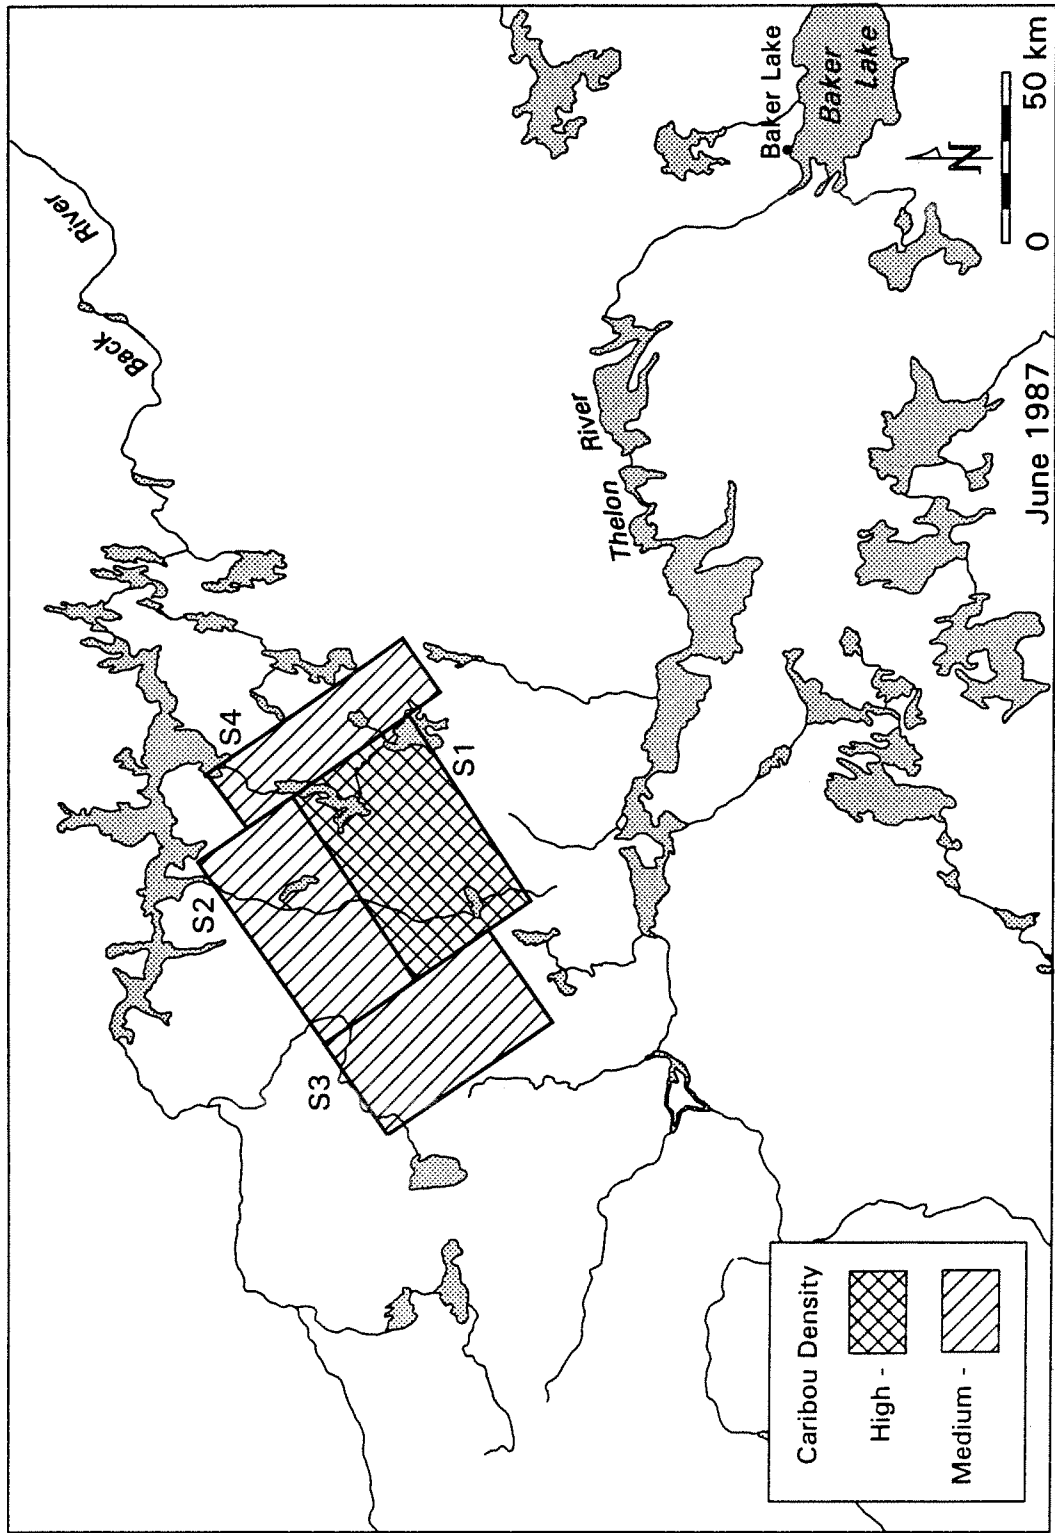 Back
River
S4
S2
S3
S1
Thelon
River
Baker Lake
Baker
Lake
N
0
50 km
June 1987
Caribou Density
High -
Medium -